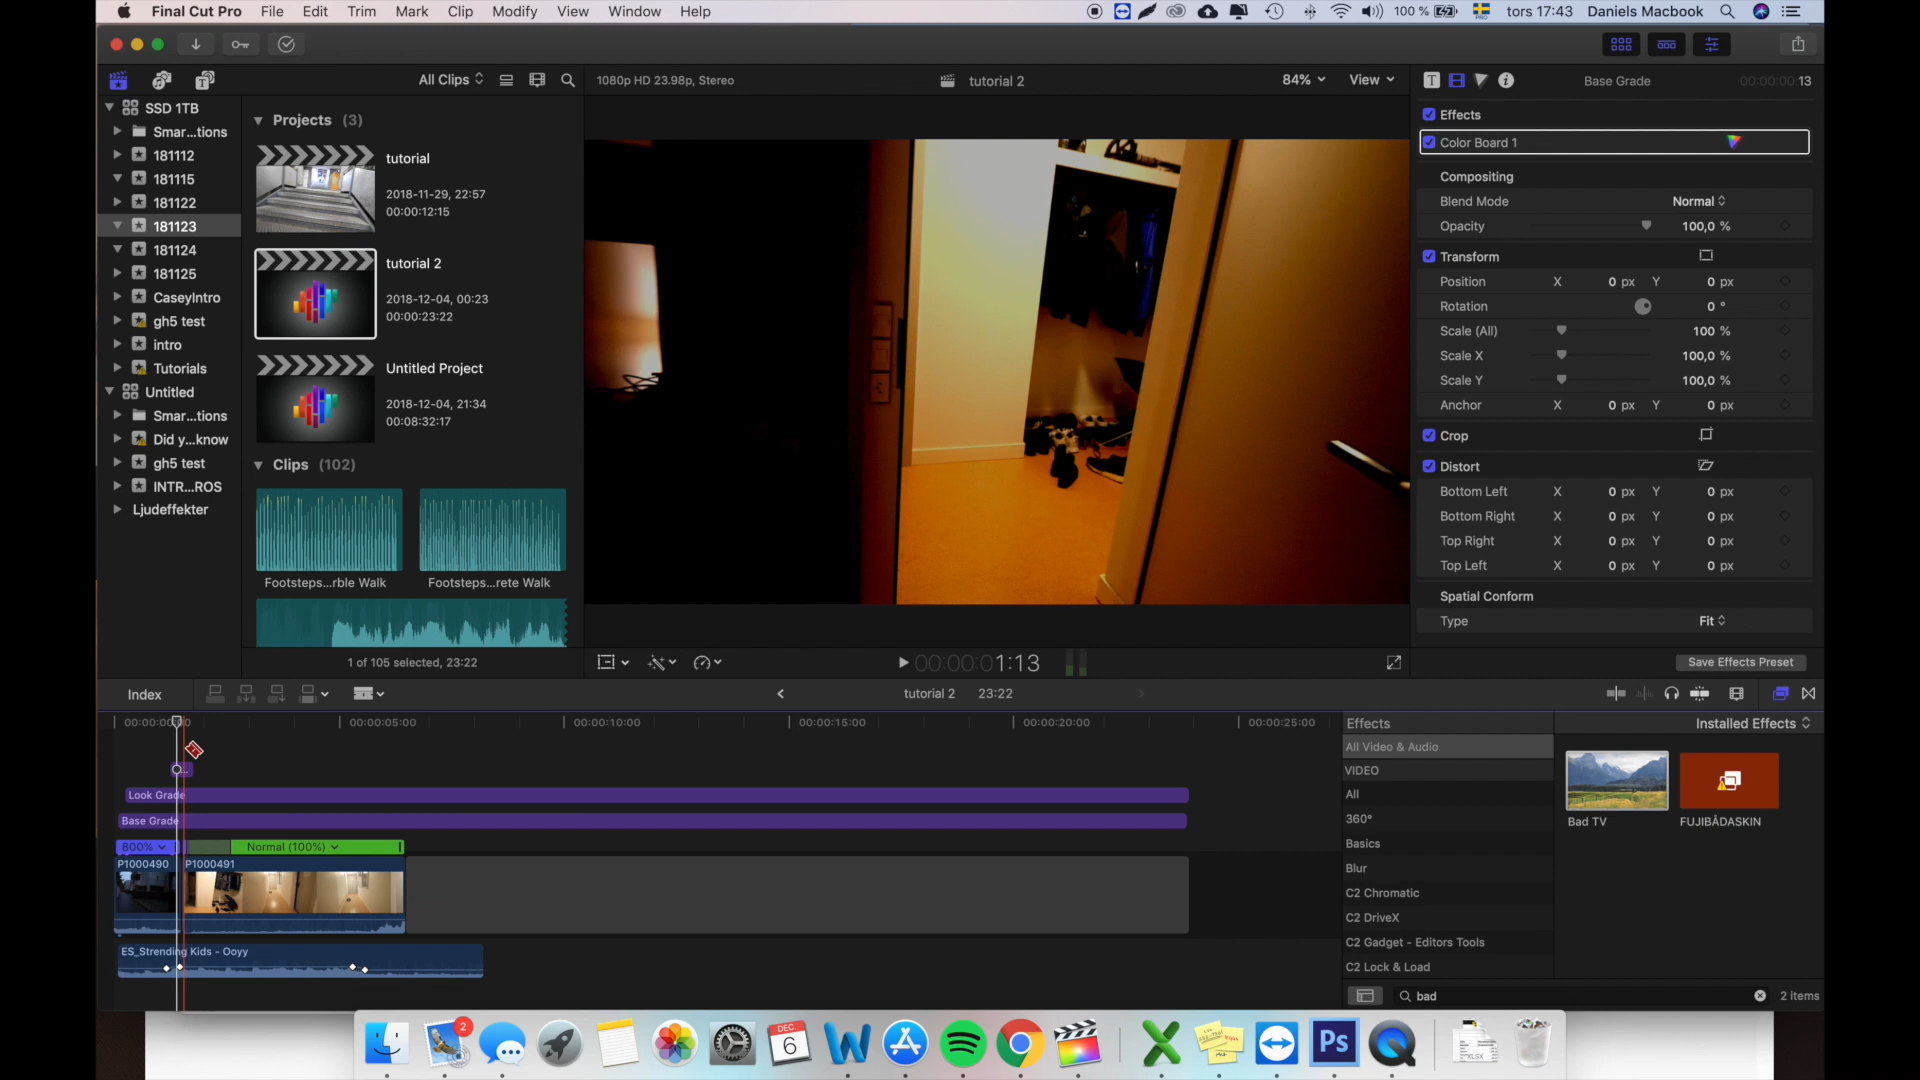 Final Cut Pro File Edit Trim Mark Clip Modify View Window Help
100 % tors 17:43 Daniels Macbook
All Clips
1080p HD 23.98p, Stereo
tutorial 2
84% View
T i Base Grade 00:00:00:13
SSD 1TB
Smar...tions
181112
181115
181122
181123
181124
181125
CaseyIntro
gh5 test
intro
Tutorials
Untitled
Smar...tions
Did y...know
gh5 test
INTR...ROS
Ljudeffekter
Projects (3)
tutorial
2018-11-29, 22:57
00:00:12:15
tutorial 2
2018-12-04, 00:23
00:00:23:22
Untitled Project
2018-12-04, 21:34
00:08:32:17
Clips (102)
Footsteps...rble Walk
Footsteps...rete Walk
1 of 105 selected, 23:22
00:00:01:13
Effects
Color Board 1
Compositing
Blend Mode Normal
Opacity 100,0 %
Transform
Position X 0 px Y 0 px
Rotation 0 °
Scale (All) 100 %
Scale X 100,0 %
Scale Y 100,0 %
Anchor X 0 px Y 0 px
Crop
Distort
Bottom Left X 0 px Y 0 px
Bottom Right X 0 px Y 0 px
Top Right X 0 px Y 0 px
Top Left X 0 px Y 0 px
Spatial Conform
Type Fit
Save Effects Preset
Index
tutorial 2 23:22
00:00:05:00 00:00:10:00 00:00:15:00 00:00:20:00 00:00:25:00
Look Grade
Base Grade
800% Normal (100%)
P1000490 P1000491
ES_Strending Kids - Ooyy
Effects Installed Effects
All Video & Audio
VIDEO
All
360°
Basics
Blur
C2 Chromatic
C2 DriveX
C2 Gadget - Editors Tools
C2 Lock & Load
Bad TV
FUJIBÅDASKIN
bad 2 items
2
DEC.
6
Ps
XLSX